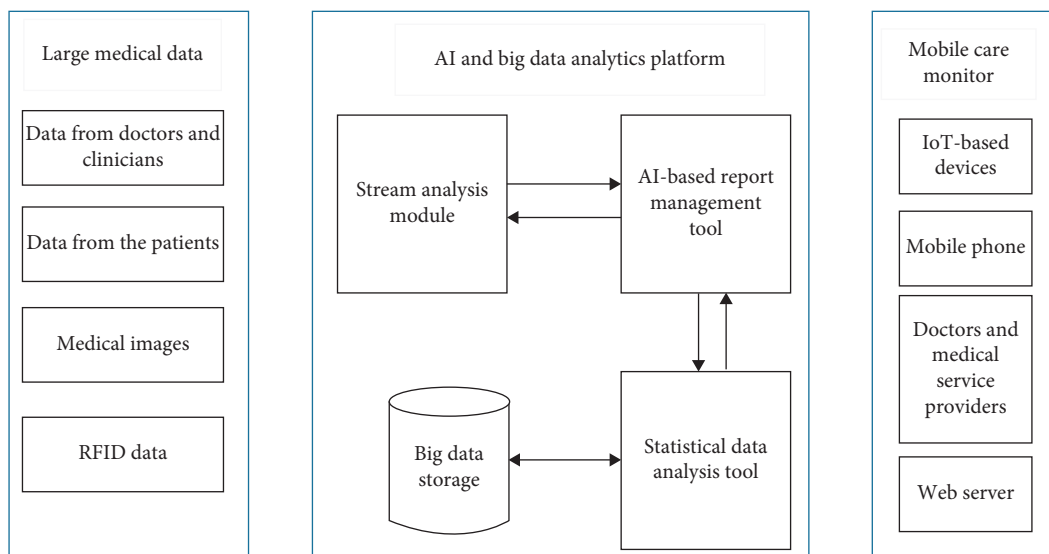 Large medical data
Data from doctors and
clinicians
Data from the patients
Medical images
RFID data
AI and big data analytics platform
Stream analysis
module
AI-based report
management
tool
Big data
storage
Statistical data
analysis tool
Mobile care
monitor
IoT-based
devices
Mobile phone
Doctors and
medical
service
providers
Web server